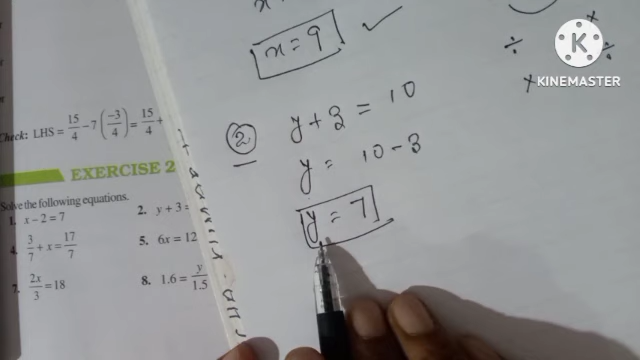 x = 9
KINEMASTER
Check: LHS = 15/4 - 7(-3/4) = 15/4 +
② y + 3 = 10
y = 10 - 3
y = 7
EXERCISE 2
Solve the following equations.
1. x - 2 = 7 2. y + 3 =
4. 3/7 + x = 17/7 5. 6x = 12
7. 2x/3 = 18 8. 1.6 = y/1.5